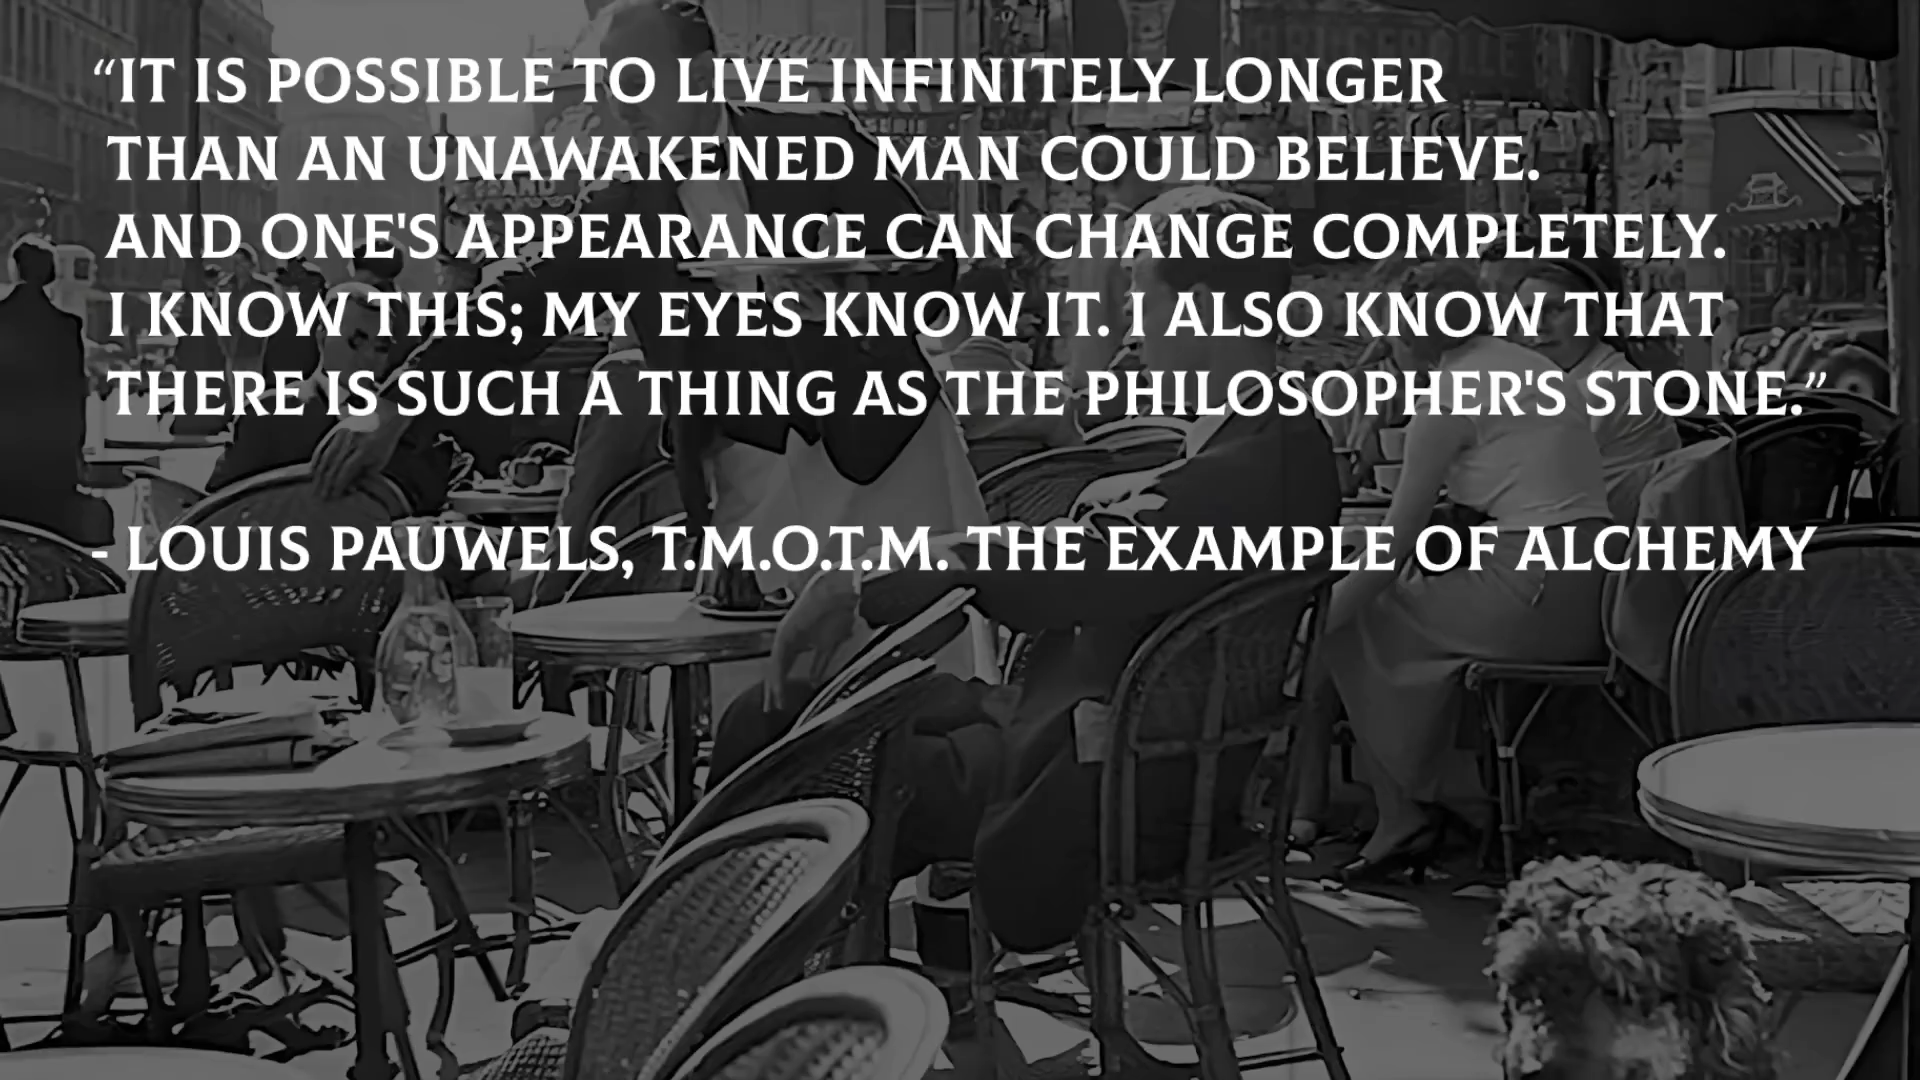 “IT IS POSSIBLE TO LIVE INFINITELY LONGER
THAN AN UNAWAKENED MAN COULD BELIEVE.
AND ONE'S APPEARANCE CAN CHANGE COMPLETELY.
I KNOW THIS; MY EYES KNOW IT. I ALSO KNOW THAT
THERE IS SUCH A THING AS THE PHILOSOPHER'S STONE.”
- LOUIS PAUWELS, T.M.O.T.M. THE EXAMPLE OF ALCHEMY